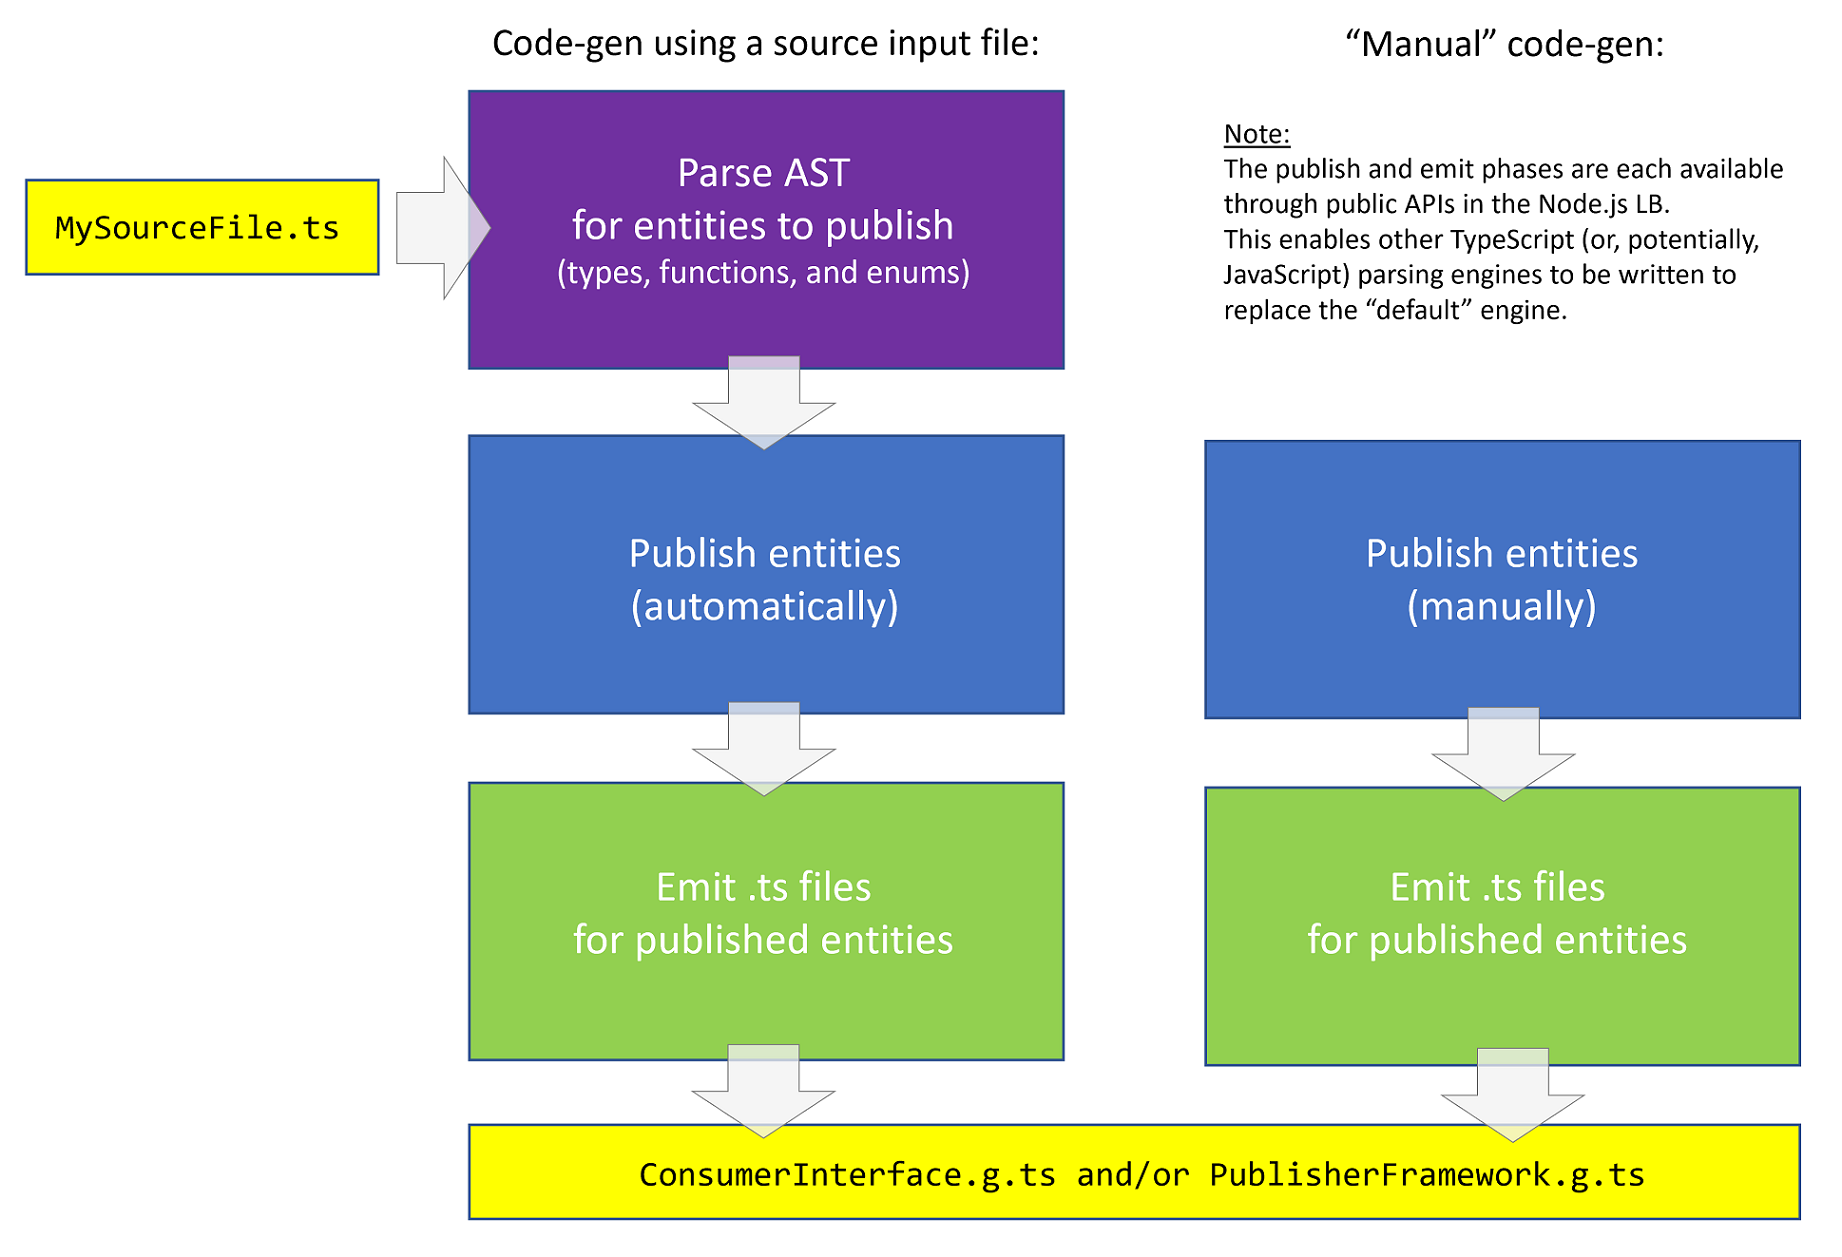 Code-gen using a source input file:
“Manual” code-gen:
Note:
The publish and emit phases are each available
through public APIs in the Node.js LB.
This enables other TypeScript (or, potentially,
JavaScript) parsing engines to be written to
replace the “default” engine.
MySourceFile.ts
Parse AST
for entities to publish
(types, functions, and enums)
Publish entities
(automatically)
Publish entities
(manually)
Emit .ts files
for published entities
Emit .ts files
for published entities
ConsumerInterface.g.ts and/or PublisherFramework.g.ts